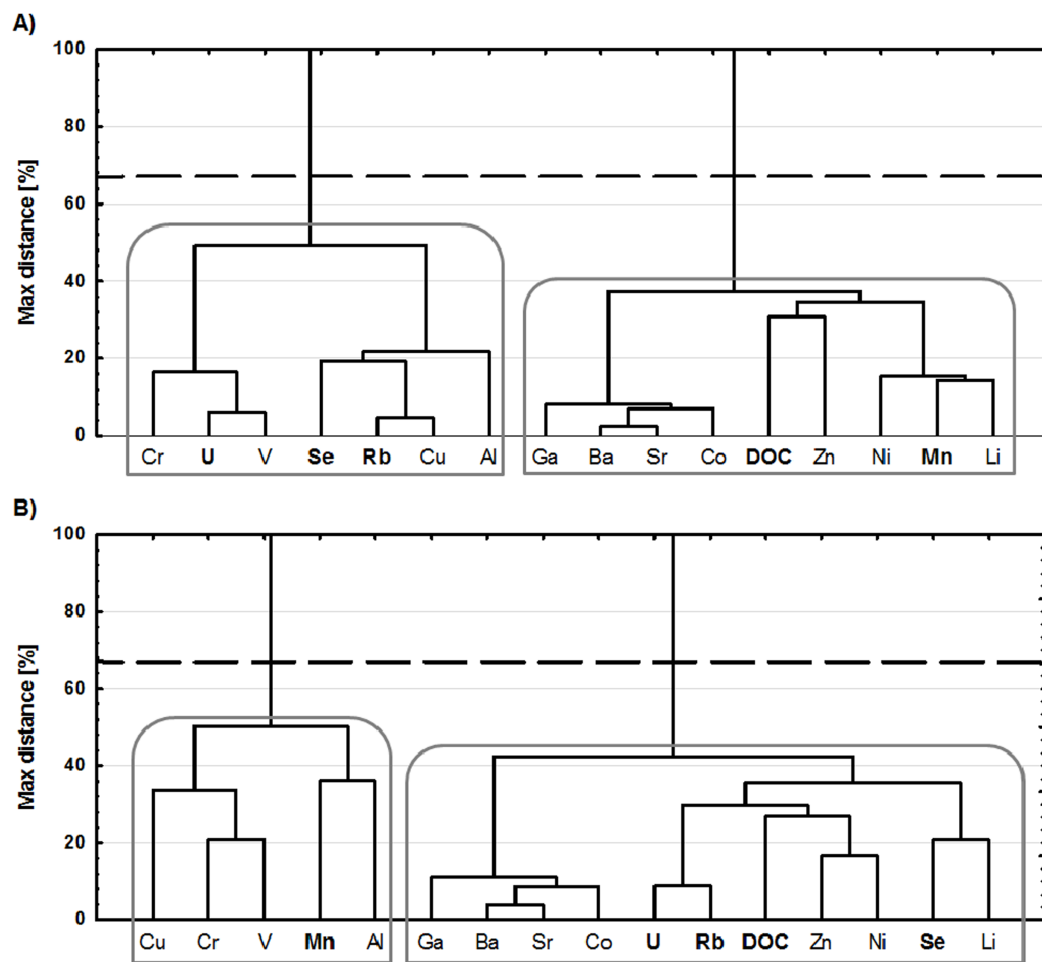 A)
Max distance [%]
100
80
60
40
20
0
Cr U V Se Rb Cu Al Ga Ba Sr Co DOC Zn Ni Mn Li
B)
Max distance [%]
100
80
60
40
20
0
Cu Cr V Mn Al Ga Ba Sr Co U Rb DOC Zn Ni Se Li